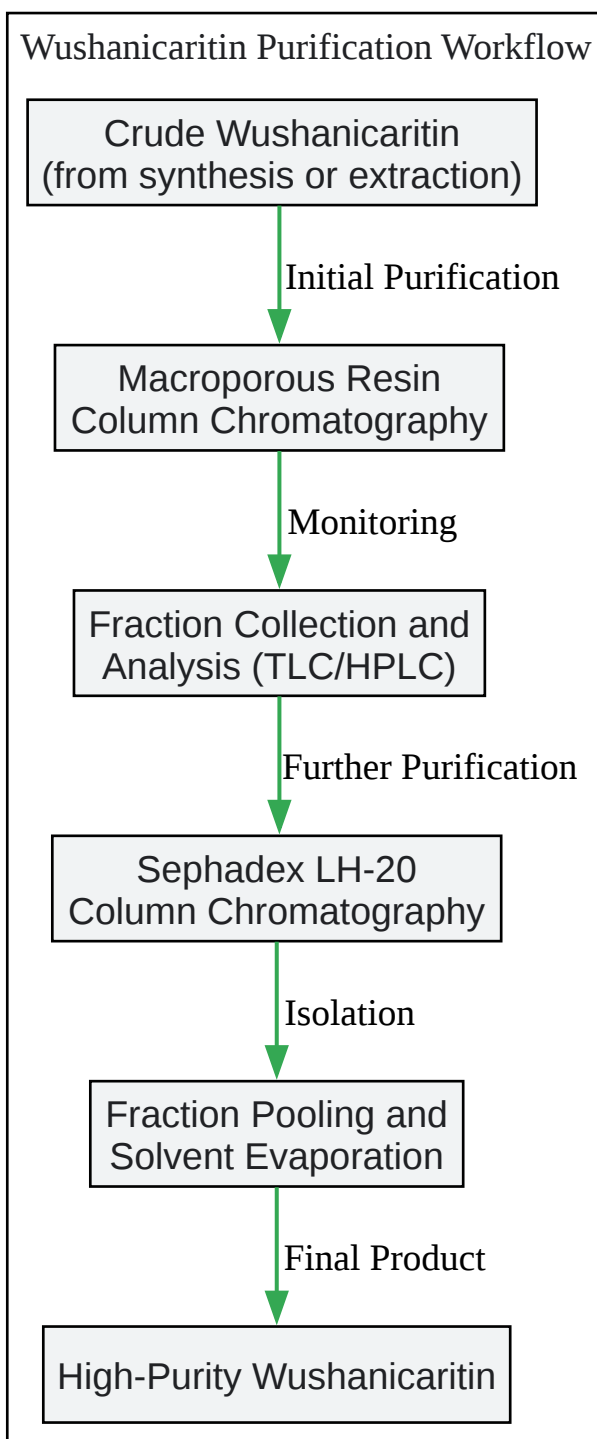 Wushanicaritin Purification Workflow
Crude Wushanicaritin
(from synthesis or extraction)
Initial Purification
Macroporous Resin
Column Chromatography
Monitoring
Fraction Collection and
Analysis (TLC/HPLC)
Further Purification
Sephadex LH-20
Column Chromatography
Isolation
Fraction Pooling and
Solvent Evaporation
Final Product
High-Purity Wushanicaritin